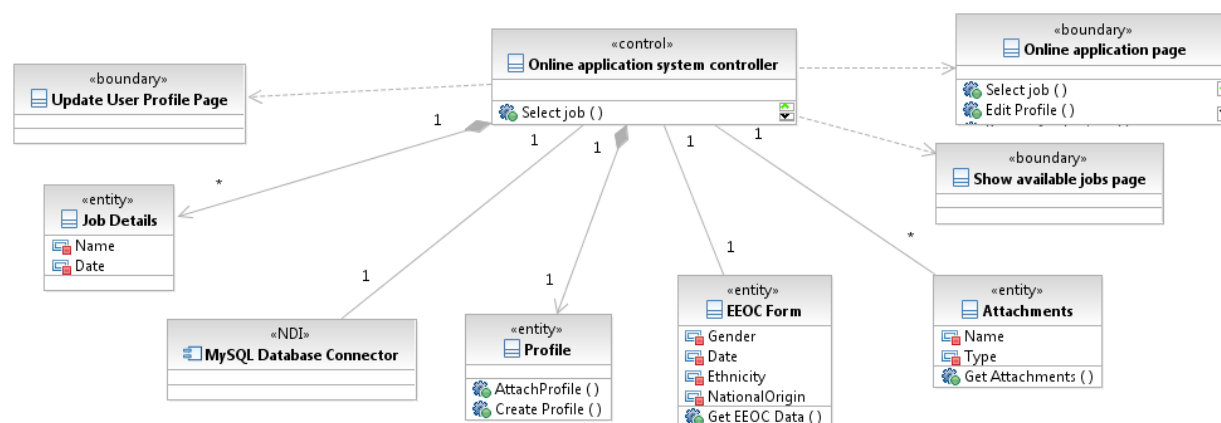 «control»
Online application system controller
Select job ( )
«boundary»
Online application page
Select job ( )
Edit Profile ( )
«boundary»
Update User Profile Page
«boundary»
Show available jobs page
1
1
1
1
1
*
«entity»
Job Details
Name
Date
*
1
1
1
«NDI»
MySQL Database Connector
«entity»
Profile
AttachProfile ( )
Create Profile ( )
«entity»
EEOC Form
Gender
Date
Ethnicity
NationalOrigin
Get EEOC Data ( )
«entity»
Attachments
Name
Type
Get Attachments ( )